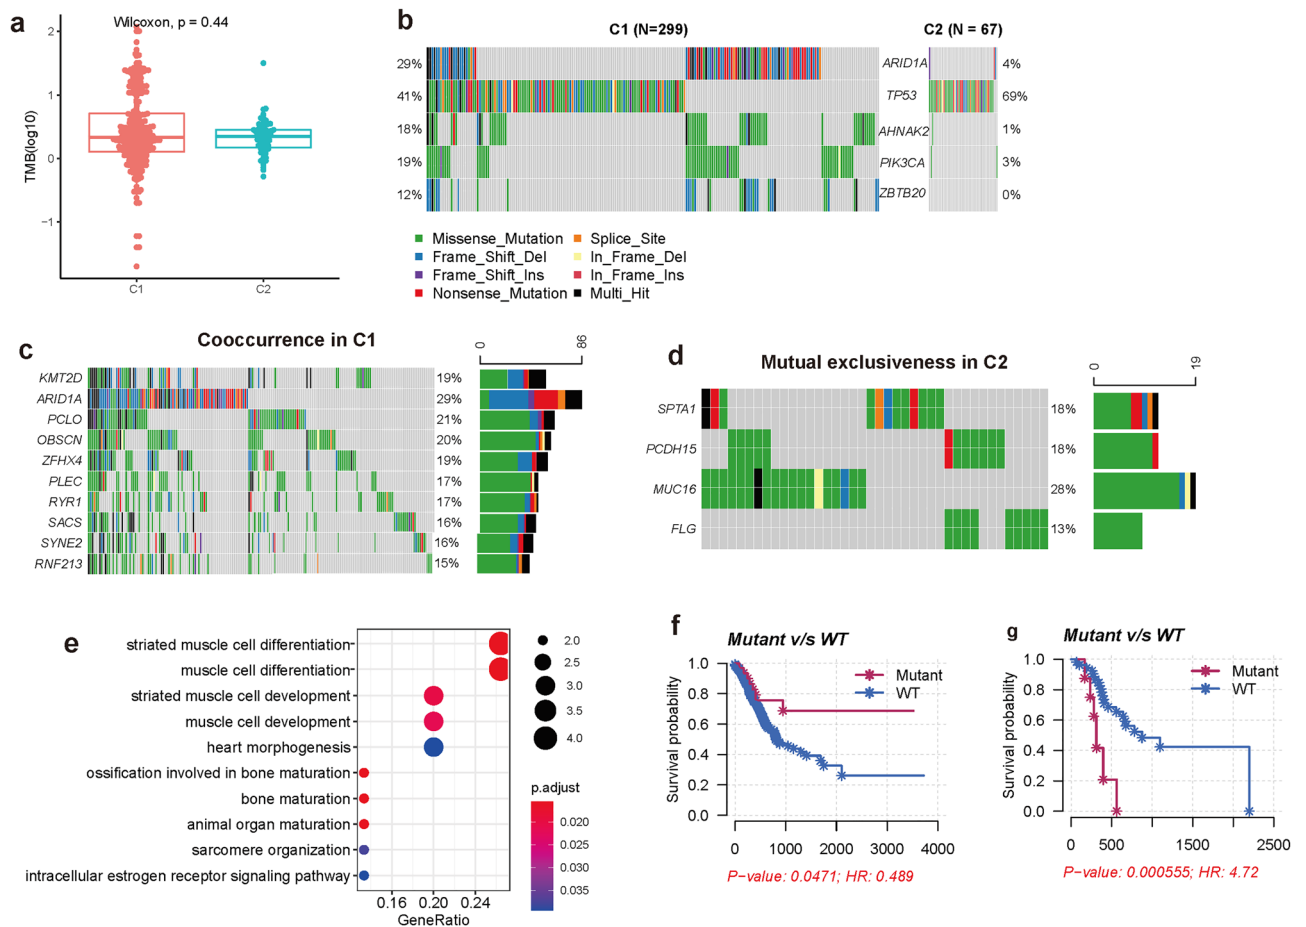 a
Wilcoxon, p = 0.44
TMB(log10)
2
1
0
−1
C1
C2
b
C1 (N=299)
C2 (N = 67)
29%
ARID1A
4%
41%
TP53
69%
18%
AHNAK2
1%
19%
PIK3CA
3%
12%
ZBTB20
0%
Missense_Mutation
Splice_Site
Frame_Shift_Del
In_Frame_Del
Frame_Shift_Ins
In_Frame_Ins
Nonsense_Mutation
Multi_Hit
c
Cooccurrence in C1
0
86
KMT2D
19%
ARID1A
29%
PCLO
21%
OBSCN
20%
ZFHX4
19%
PLEC
17%
RYR1
17%
SACS
16%
SYNE2
16%
RNF213
15%
d
Mutual exclusiveness in C2
0
19
SPTA1
18%
PCDH15
18%
MUC16
28%
FLG
13%
e
striated muscle cell differentiation
muscle cell differentiation
striated muscle cell development
muscle cell development
heart morphogenesis
ossification involved in bone maturation
bone maturation
animal organ maturation
sarcomere organization
intracellular estrogen receptor signaling pathway
0.16
0.20
0.24
GeneRatio
2.0
2.5
3.0
3.5
4.0
p.adjust
0.020
0.025
0.030
0.035
f
Mutant v/s WT
Survival probability
1.0
0.8
0.6
0.4
0.2
0.0
Mutant
WT
0
1000
2000
3000
4000
P−value: 0.0471; HR: 0.489
g
Mutant v/s WT
Survival probability
1.0
0.8
0.6
0.4
0.2
0.0
Mutant
WT
0
500
1500
2500
P−value: 0.000555; HR: 4.72